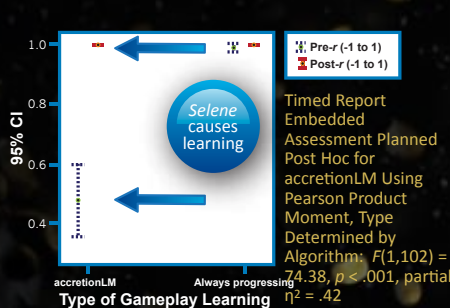 1.0
0.8
0.6
0.4
95% CI
Selene
causes
learning
accretionLM
Always progressing
Type of Gameplay Learning
Pre-r (-1 to 1)
Post-r (-1 to 1)
Timed Report
Embedded
Assessment Planned
Post Hoc for
accretionLM Using
Pearson Product
Moment, Type
Determined by
Algorithm: F(1,102) =
74.38, p < .001, partial
η² = .42